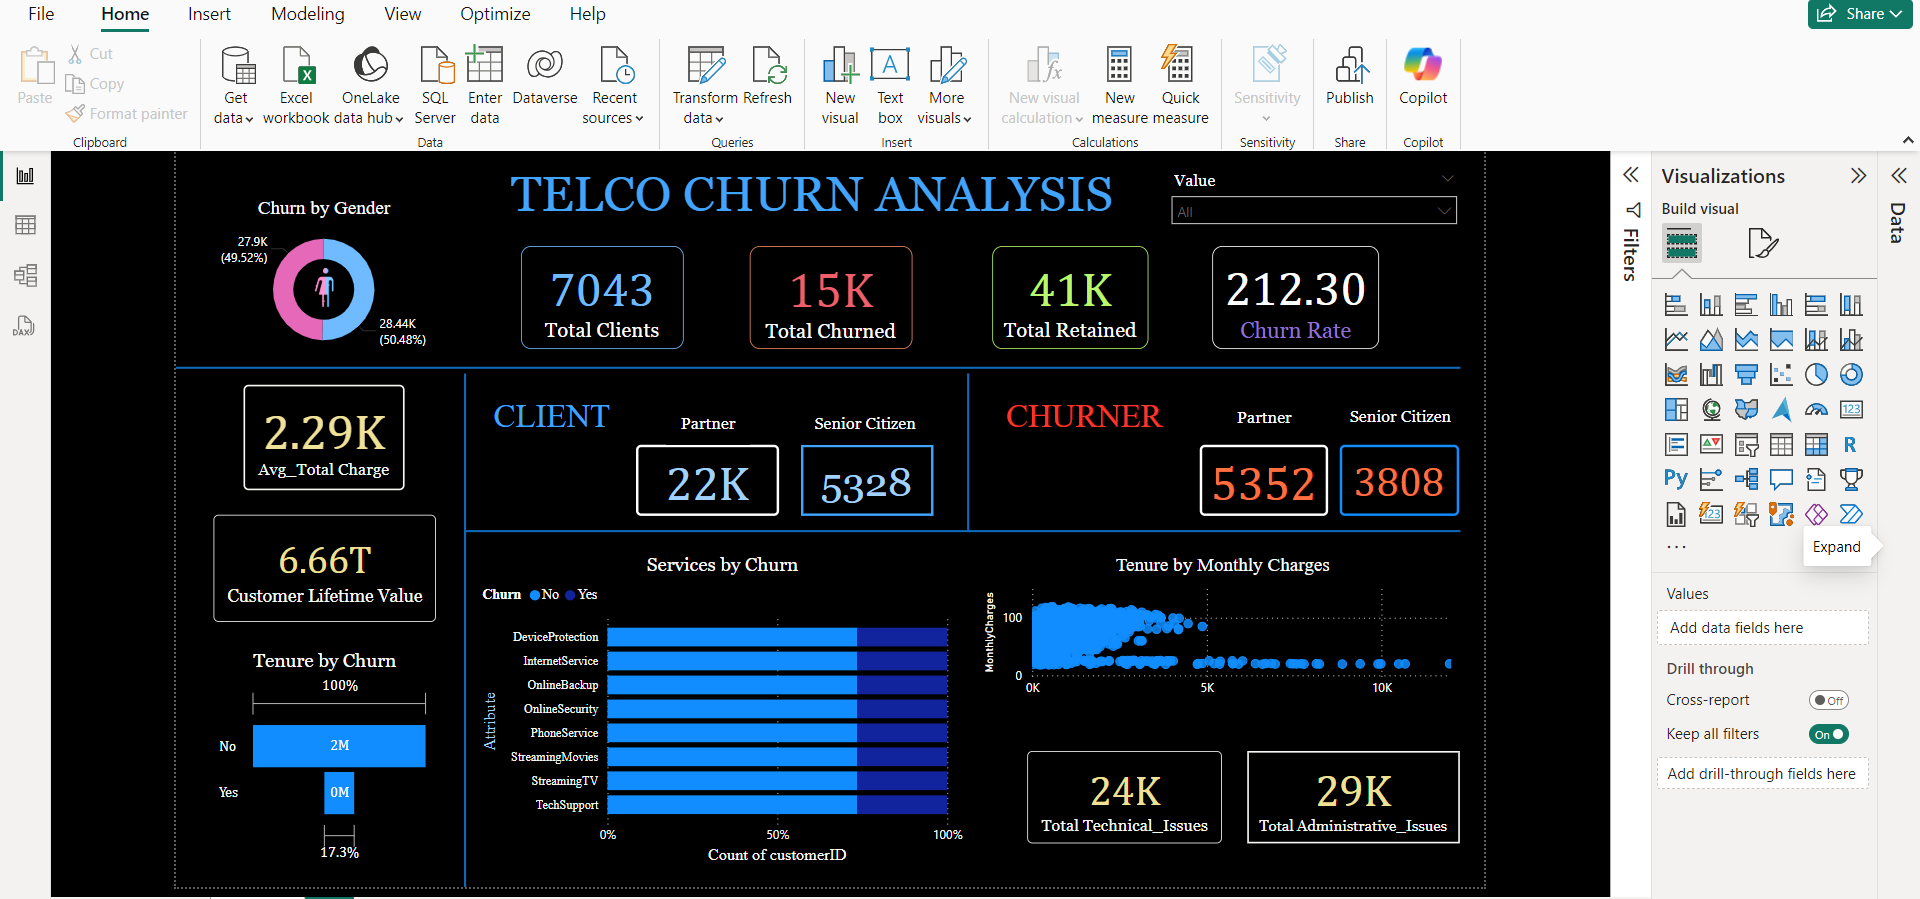 File Home Insert Modeling View Optimize Help
Share
Paste
Cut
Copy
Format painter
Clipboard
Get data
Excel workbook
OneLake data hub
SQL Server
Enter data
Dataverse
Recent sources
Data
Transform data
Refresh
Queries
New visual
Text box
More visuals
Insert
New visual calculation
New measure
Quick measure
Calculations
Sensitivity
Sensitivity
Publish
Share
Copilot
Copilot
TELCO CHURN ANALYSIS
Value
All
Churn by Gender
27.9K
(49.52%)
28.44K
(50.48%)
7043
Total Clients
15K
Total Churned
41K
Total Retained
212.30
Churn Rate
2.29K
Avg_Total Charge
6.66T
Customer Lifetime Value
CLIENT
Partner
22K
Senior Citizen
5328
CHURNER
Partner
5352
Senior Citizen
3808
Tenure by Churn
100%
No
2M
Yes
0M
17.3%
Services by Churn
Churn No Yes
Attribute
DeviceProtection
InternetService
OnlineBackup
OnlineSecurity
PhoneService
StreamingMovies
StreamingTV
TechSupport
0% 50% 100%
Count of customerID
Tenure by Monthly Charges
MonthlyCharges
100
0
0K 5K 10K
24K
Total Technical_Issues
29K
Total Administrative_Issues
Filters
Visualizations
Build visual
123
R
Py
123
...
Expand
Values
Add data fields here
Drill through
Cross-report
Off
Keep all filters
On
Add drill-through fields here
Data
DAX